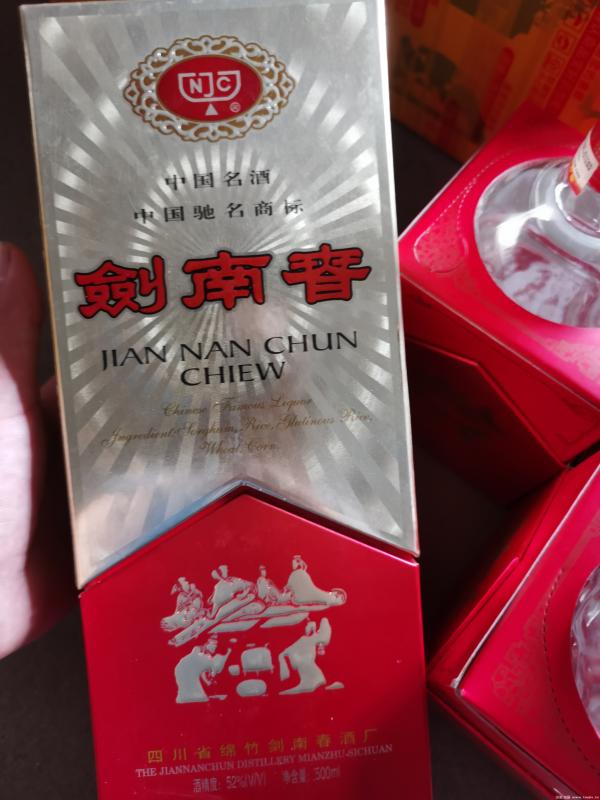 NJC
®
中国名酒
中国驰名商标
劍南春
JIAN NAN CHUN
CHIEW
Chinese Famous Liquor
Ingredient: Sorghum, Rice, Glutinous Rice,
Wheat, Corn.
四川省绵竹剑南春酒厂
THE JIANNANCHUN DISTILLERY MIANZHU·SICHUAN
酒精度: 52%(V/V) 净含量: 500ml